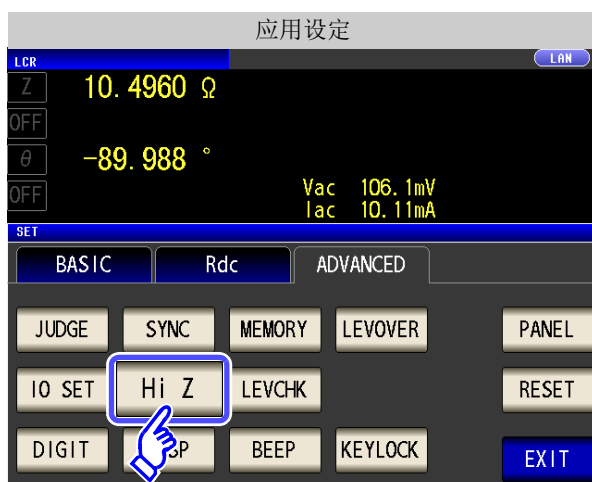 应用设定
LCR LAN
Z 10.4960 Ω
OFF
θ -89.988 °
OFF Vac 106.1mV
Iac 10.11mA
SET
BASIC Rdc ADVANCED
JUDGE SYNC MEMORY LEVOVER PANEL
IO SET Hi Z LEVCHK RESET
DIGIT BEEP KEYLOCK EXIT